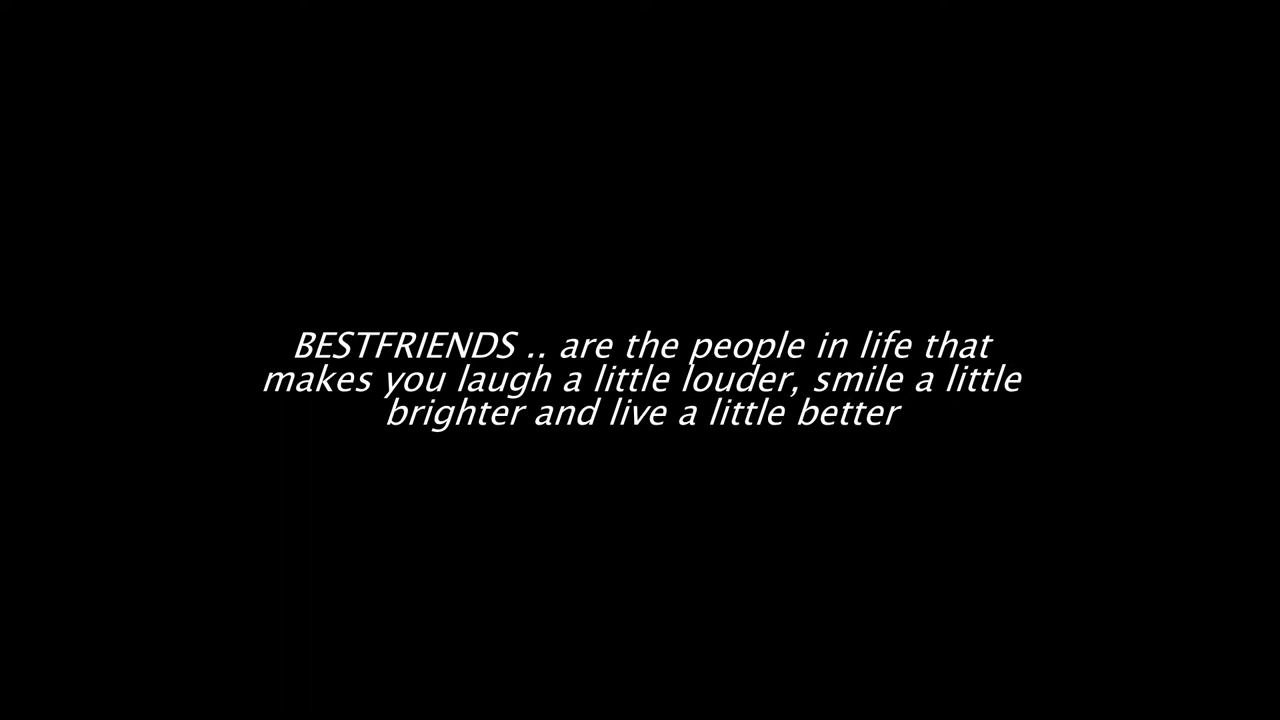 BESTFRIENDS .. are the people in life that
makes you laugh a little louder, smile a little
brighter and live a little better